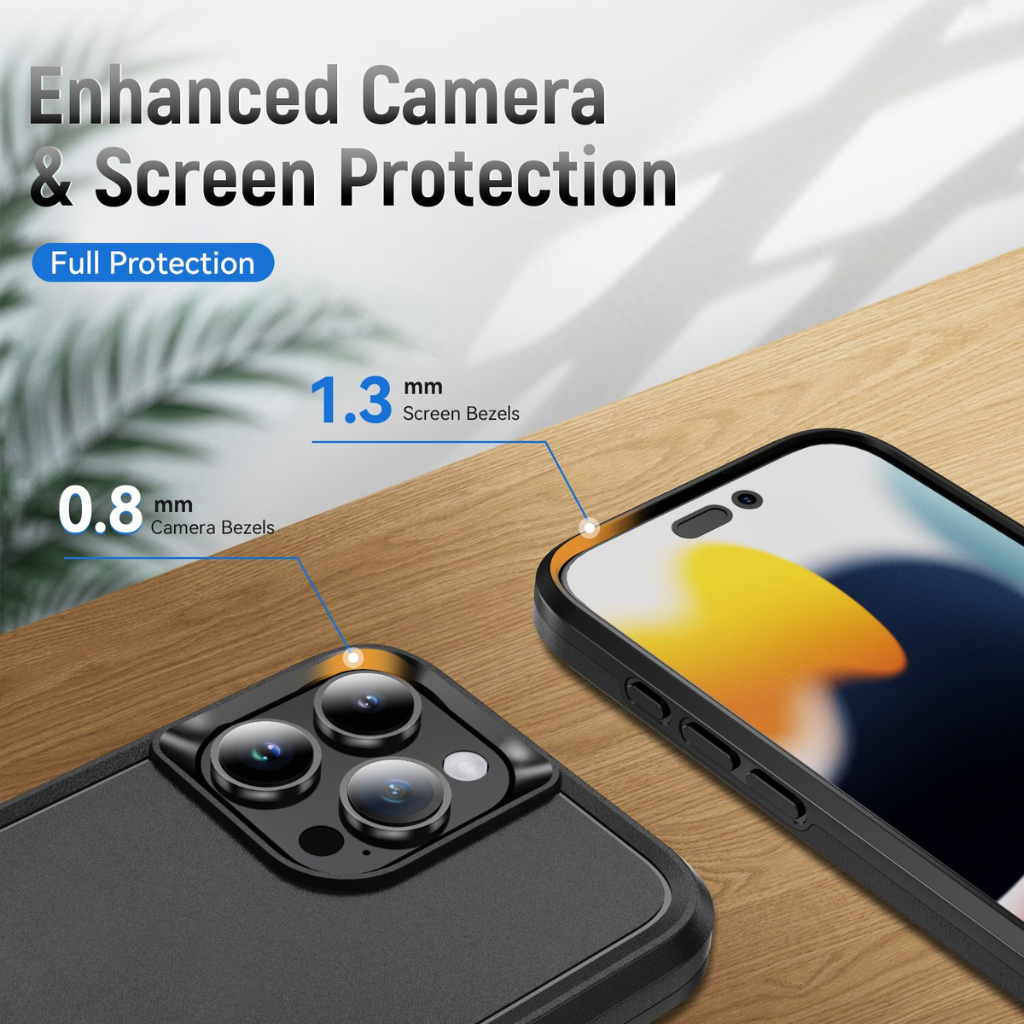 Enhanced Camera
& Screen Protection
Full Protection
1.3 mm
Screen Bezels
0.8 mm
Camera Bezels